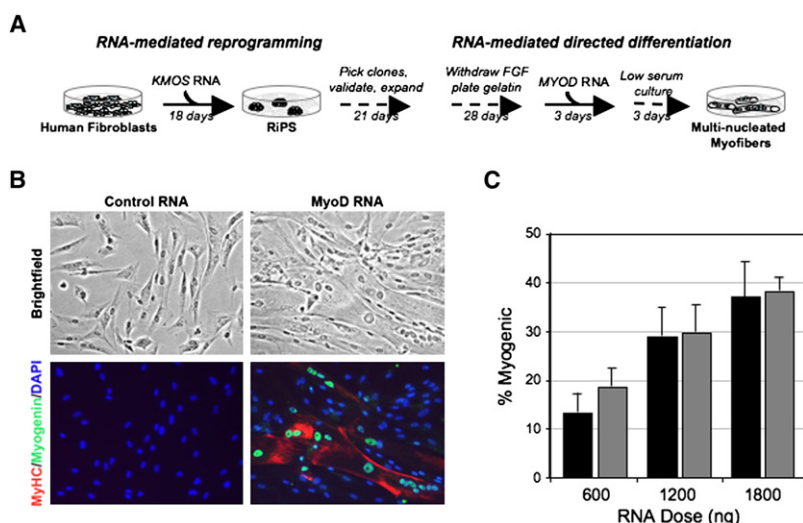 A
RNA-mediated reprogramming
RNA-mediated directed differentiation
KMOS RNA
18 days
Human Fibroblasts
RiPS
Pick clones,
validate, expand
21 days
Withdraw FGF
plate gelatin
28 days
MYOD RNA
3 days
Low serum
culture
3 days
Multi-nucleated
Myofibers
B
Control RNA
MyoD RNA
Brightfield
MyHC/Myogenin/DAPI
C
% Myogenic
50
40
30
20
10
0
600
1200
1800
RNA Dose (ng)